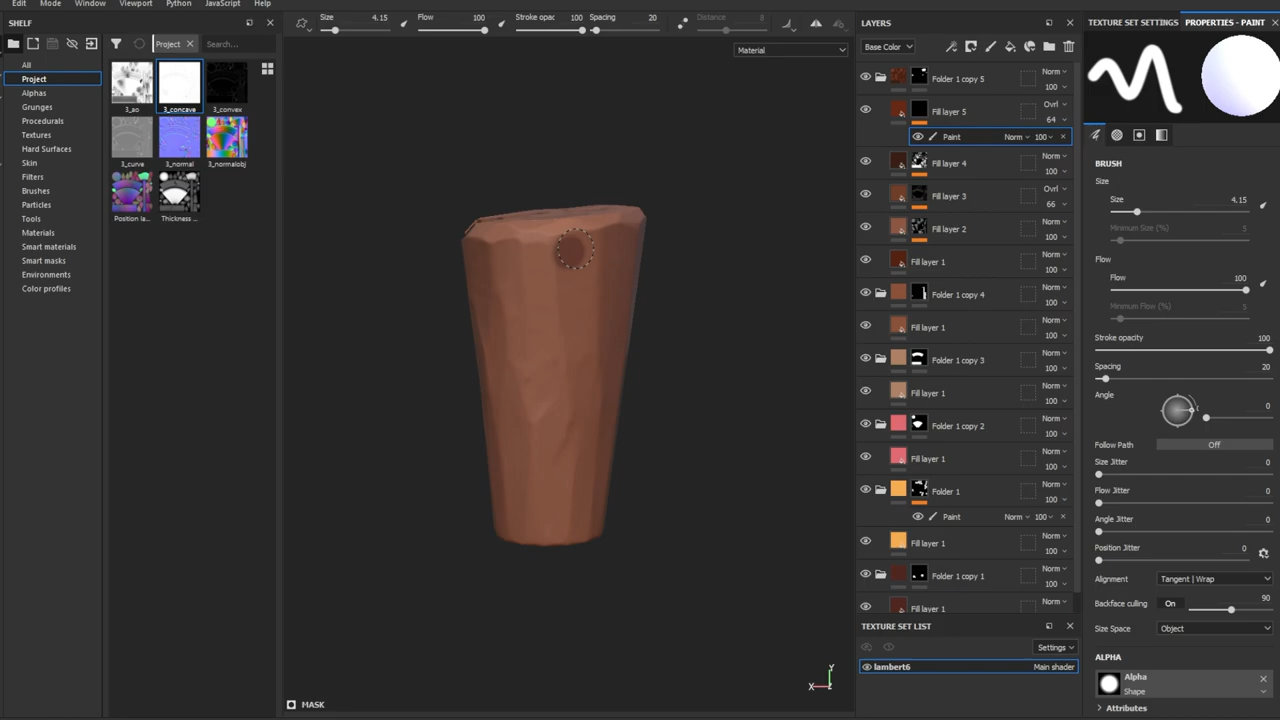 Edit Mode Window Viewport Python JavaScript Help
SHELF
Project
Search...
All
Project
Alphas
Grunges
Procedurals
Textures
Hard Surfaces
Skin
Filters
Brushes
Particles
Tools
Materials
Smart materials
Smart masks
Environments
Color profiles
3_ao 3_concave 3_convex
3_curve 3_normal 3_normalobj
Position la... Thickness ...
Size 4.15 Flow 100 Stroke opac 100 Spacing 20 Distance 8
Material
MASK
Y
X
LAYERS
Base Color
Folder 1 copy 5 Norm 100
Fill layer 5 Ovrl 64
Paint Norm 100
Fill layer 4 Norm 100
Fill layer 3 Ovrl 66
Fill layer 2 Norm 100
Fill layer 1 Norm 100
Folder 1 copy 4 Norm 100
Fill layer 1 Norm 100
Folder 1 copy 3 Norm 100
Fill layer 1 Norm 100
Folder 1 copy 2 Norm 100
Fill layer 1 Norm 100
Folder 1 Norm 100
Paint Norm 100
Fill layer 1 Norm 100
Folder 1 copy 1 Norm 100
Fill layer 1 Norm
TEXTURE SET LIST
Settings
lambert6 Main shader
TEXTURE SET SETTINGS PROPERTIES - PAINT
BRUSH
Size
Size 4.15
Minimum Size (%) 5
Flow
Flow 100
Minimum Flow (%) 5
Stroke opacity 100
Spacing 20
Angle 0
Follow Path Off
Size Jitter 0
Flow Jitter 0
Angle Jitter 0
Position Jitter 0
Alignment Tangent | Wrap
Backface culling On 90
Size Space Object
ALPHA
Alpha
Shape
Attributes